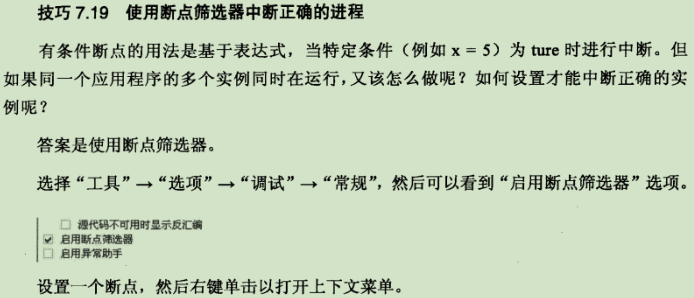 技巧 7.19 使用断点筛选器中断正确的进程
有条件断点的用法是基于表达式，当特定条件（例如 x = 5）为 ture 时进行中断。但
如果同一个应用程序的多个实例同时在运行，又该怎么做呢？如何设置才能中断正确的实
例呢？
答案是使用断点筛选器。
选择“工具”→“选项”→“调试”→“常规”，然后可以看到“启用断点筛选器”选项。
源代码不可用时显示反汇编
启用断点筛选器
启用异常助手
设置一个断点，然后右键单击以打开上下文菜单。